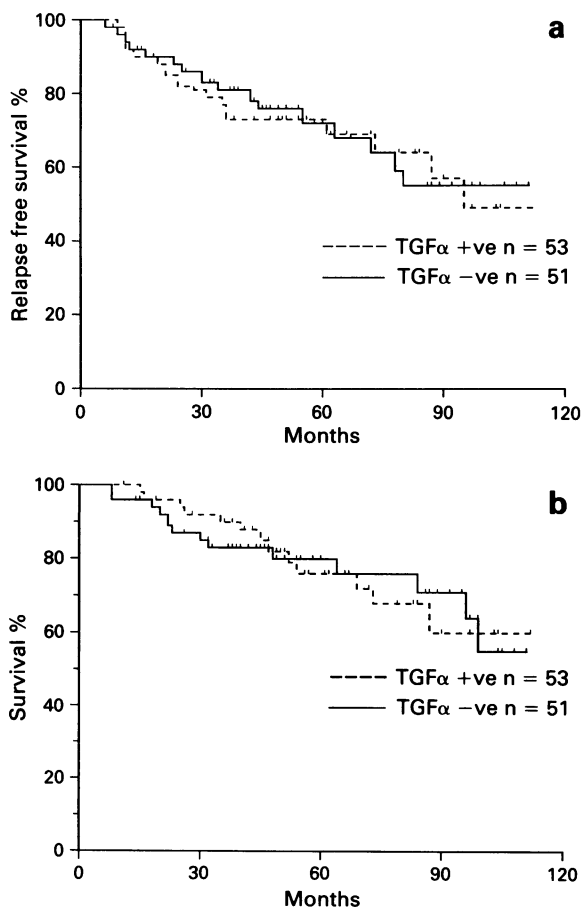 a
100
80
60
40
20
0
Relapse free survival %
TGFα +ve n = 53
TGFα −ve n = 51
0 30 60 90 120
Months
b
100
80
60
40
20
0
Survival %
TGFα +ve n = 53
TGFα −ve n = 51
0 30 60 90 120
Months